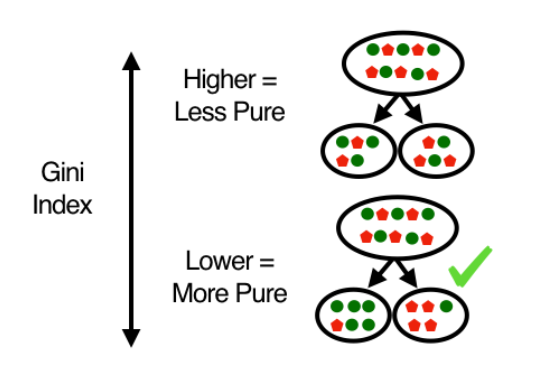 Higher =
Less Pure
Gini
Index
Lower =
More Pure